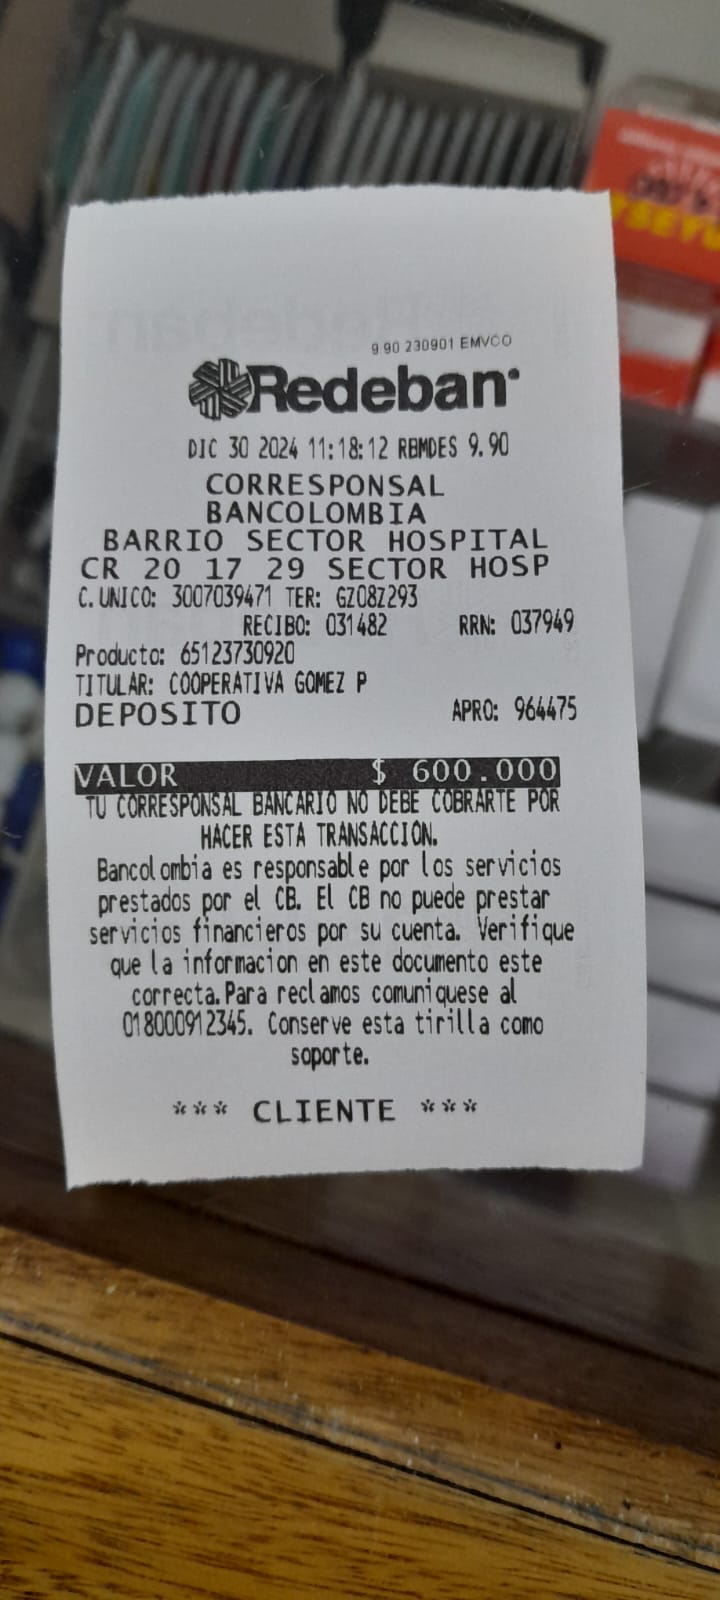 9.90 230901 EMVCO
Redeban
DIC 30 2024 11:18:12 RBMDES 9.90
CORRESPONSAL
BANCOLOMBIA
BARRIO SECTOR HOSPITAL
CR 20 17 29 SECTOR HOSP
C. UNICO: 3007039471 TER: GZ08Z293
RECIBO: 031482 RRN: 037949
Producto: 65123730920
TITULAR: COOPERATIVA GOMEZ P
DEPOSITO APRO: 964475
VALOR $ 600.000
TU CORRESPONSAL BANCARIO NO DEBE COBRARTE POR
HACER ESTA TRANSACCION.
Bancolombia es responsable por los servicios
prestados por el CB. El CB no puede prestar
servicios financieros por su cuenta. Verifique
que la informacion en este documento este
correcta. Para reclamos comuniquese al
018000912345. Conserve esta tirilla como
soporte.
*** CLIENTE ***